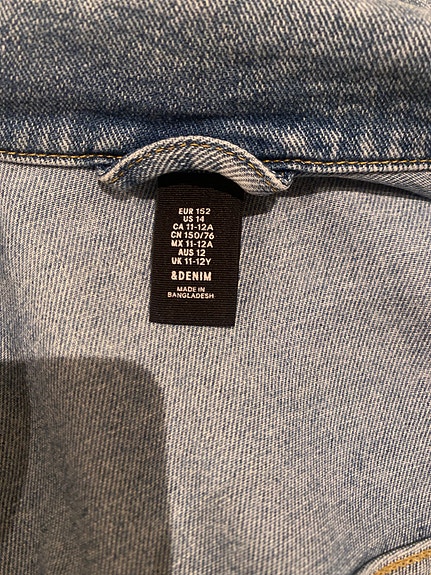 EUR 152
US 14
CA 11-12A
CN 150/76
MX 11-12A
AUS 12
UK 11-12Y
&DENIM
MADE IN
BANGLADESH